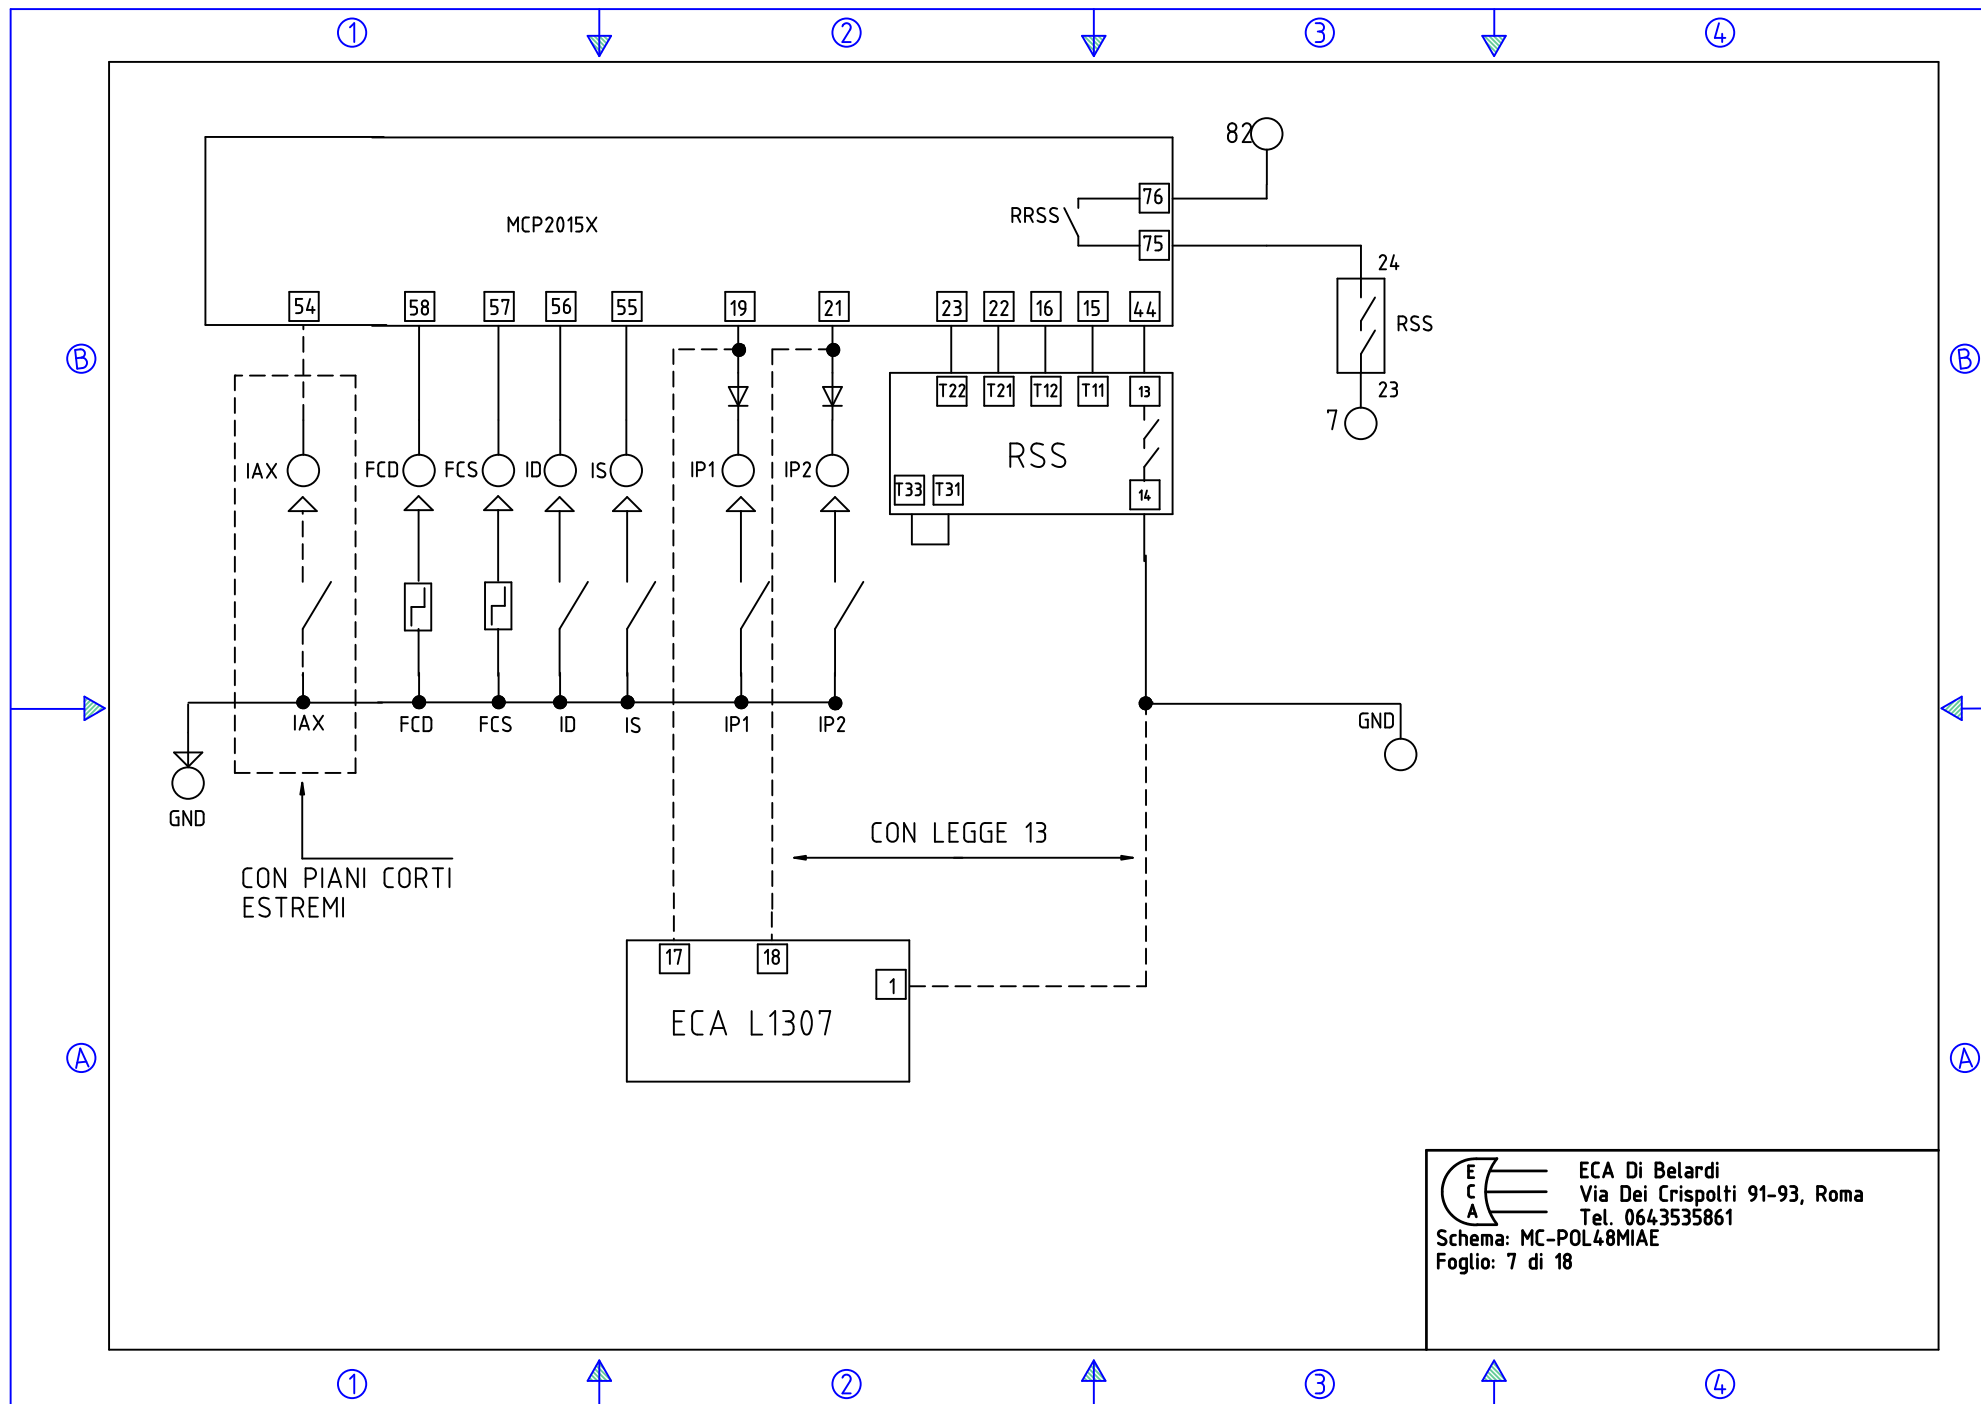 1 2 3 4
82
76
RRSS
MCP2015X
75
24
54 58 57 56 55 19 21 23 22 16 15 44
RSS
B B
T22 T21 T12 T11 13
23
7
RSS
IAX FCD FCS ID IS IP1 IP2
T33 T31 14
IAX FCD FCS ID IS IP1 IP2
GND
GND
CON LEGGE 13
CON PIANI CORTI
ESTREMI
17 18
1
ECA L1307
A A
E
C
A
ECA Di Belardi
Via Dei Crispolti 91-93, Roma
Tel. 0643535861
Schema: MC-POL48MIAE
Foglio: 7 di 18
1 2 3 4